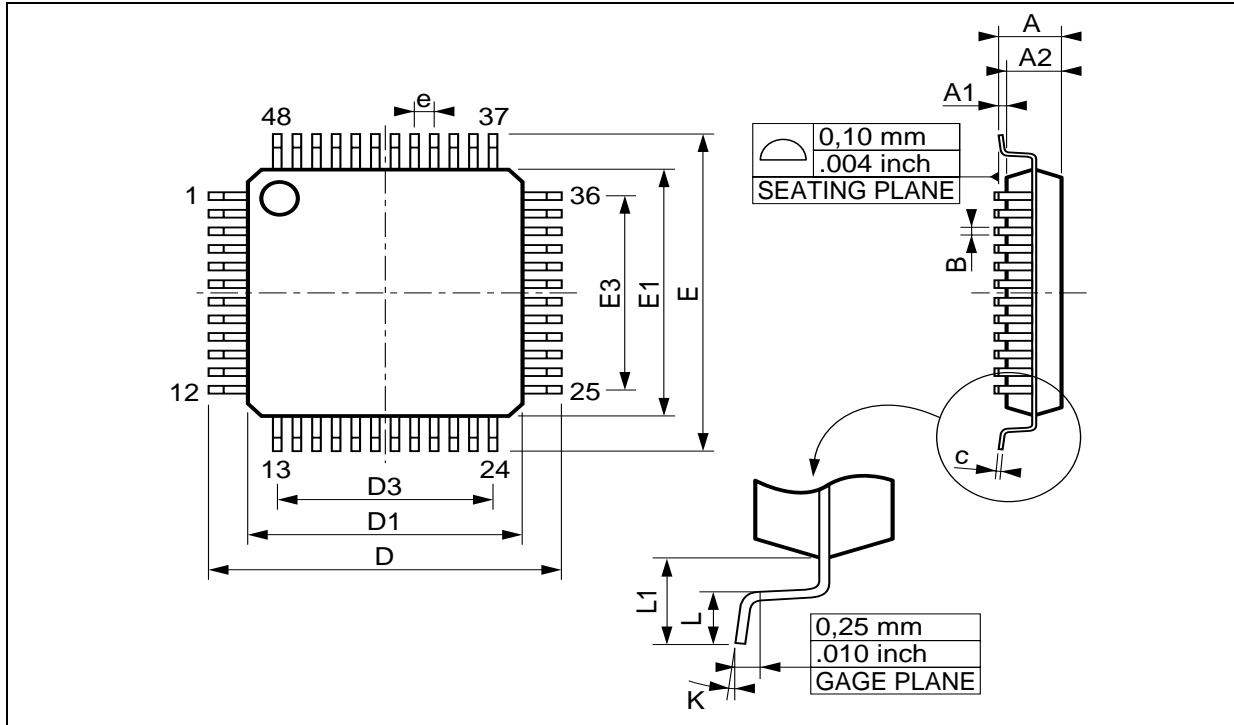 A
A2
A1
e
48
37
0,10 mm
.004 inch
SEATING PLANE
1
36
B
E3
E1
E
12
25
13
24
c
D3
D1
D
L1
L
0,25 mm
.010 inch
GAGE PLANE
K